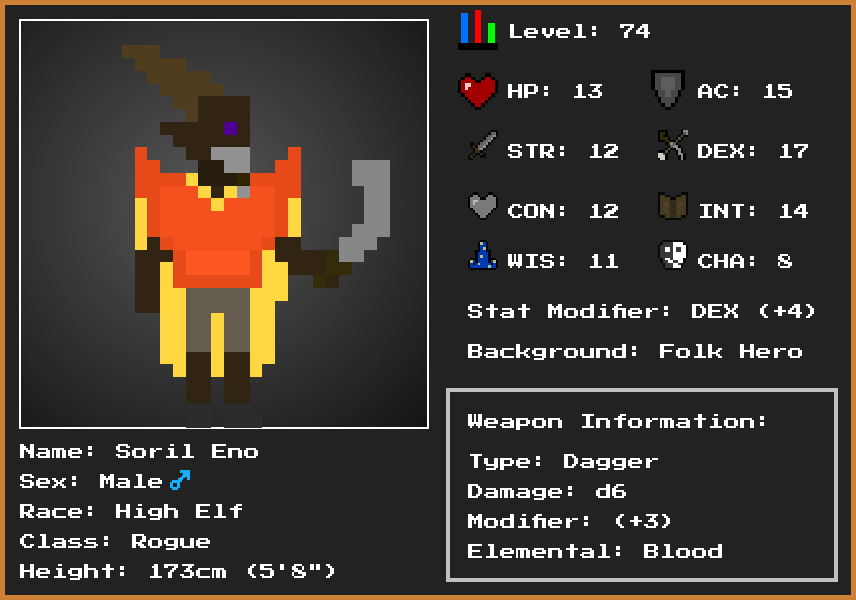 Level: 74
HP: 13 AC: 15
STR: 12 DEX: 17
CON: 12 INT: 14
WIS: 11 CHA: 8
Stat Modifier: DEX (+4)
Background: Folk Hero
Weapon Information:
Type: Dagger
Damage: d6
Modifier: (+3)
Elemental: Blood
Name: Soril Eno
Sex: Male♂
Race: High Elf
Class: Rogue
Height: 173cm (5'8")